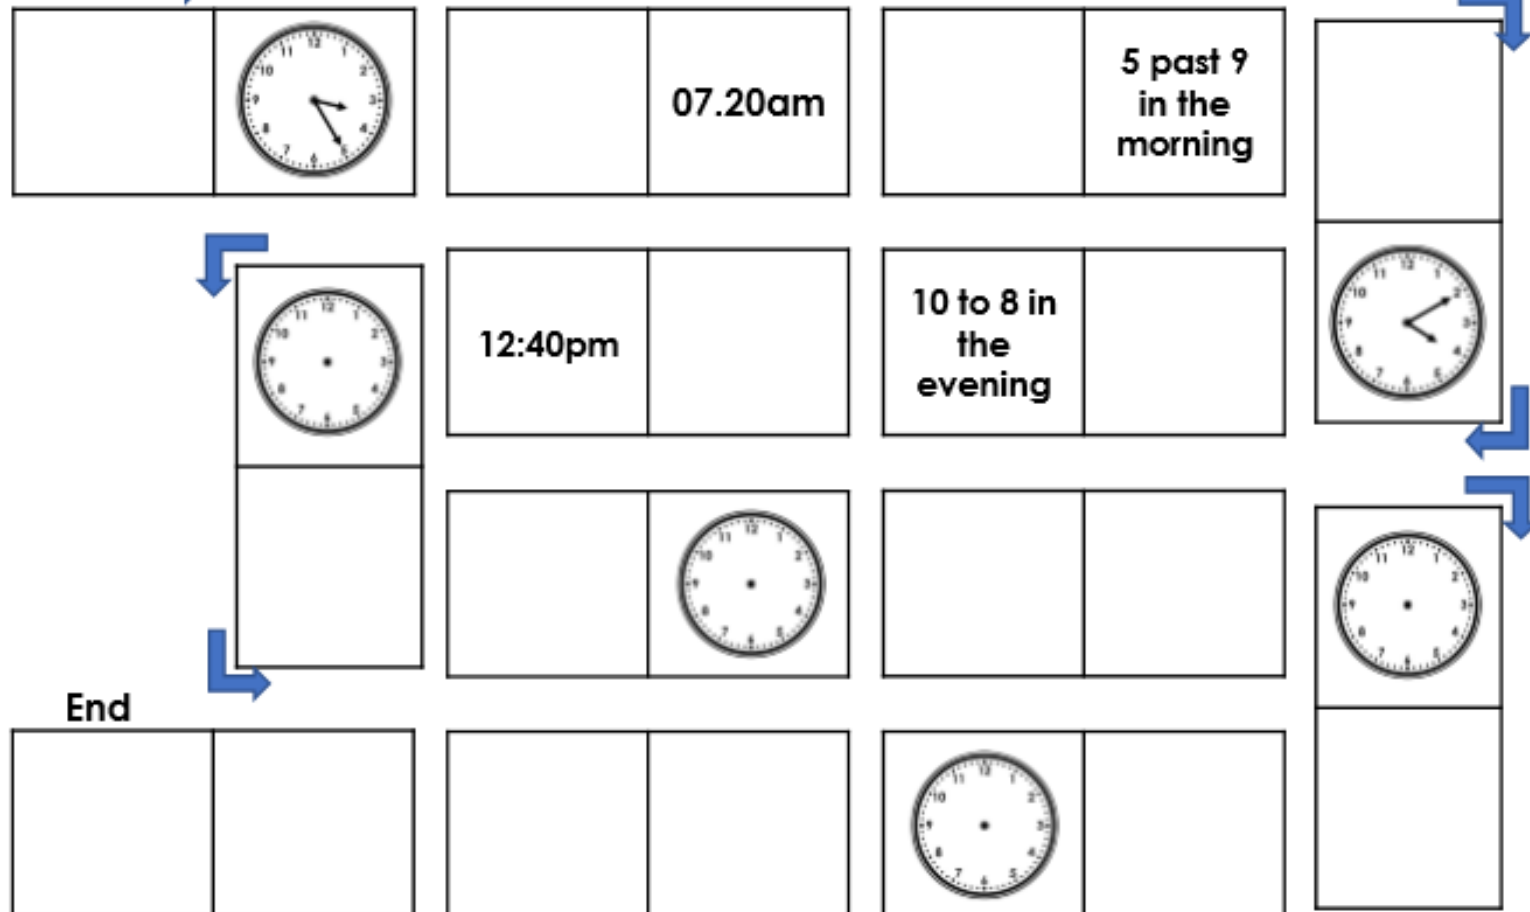 07.20am
5 past 9
in the
morning
12:40pm
10 to 8 in
the
evening
End